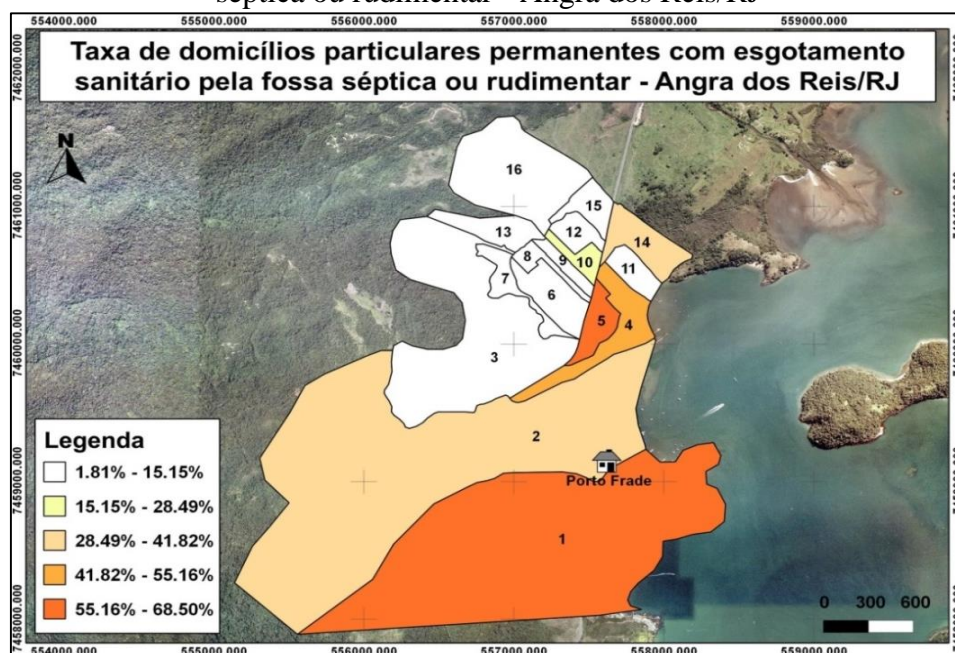 séptica ou rudimentar – Angra dos Reis/RJ
554000.000 555000.000 556000.000 557000.000 558000.000 559000.000
Taxa de domicílios particulares permanentes com esgotamento
sanitário pela fossa séptica ou rudimentar - Angra dos Reis/RJ
7462000.000
N
16
7461000.000
15
13
12
14
8
9
10
11
7
6
5
4
7460000.000
3
2
Legenda
1.81% - 15.15%
15.15% - 28.49%
28.49% - 41.82%
41.82% - 55.16%
55.16% - 68.50%
7459000.000
Porto Frade
1
0 300 600
7458000.000
554000.000 555000.000 556000.000 557000.000 558000.000 559000.000